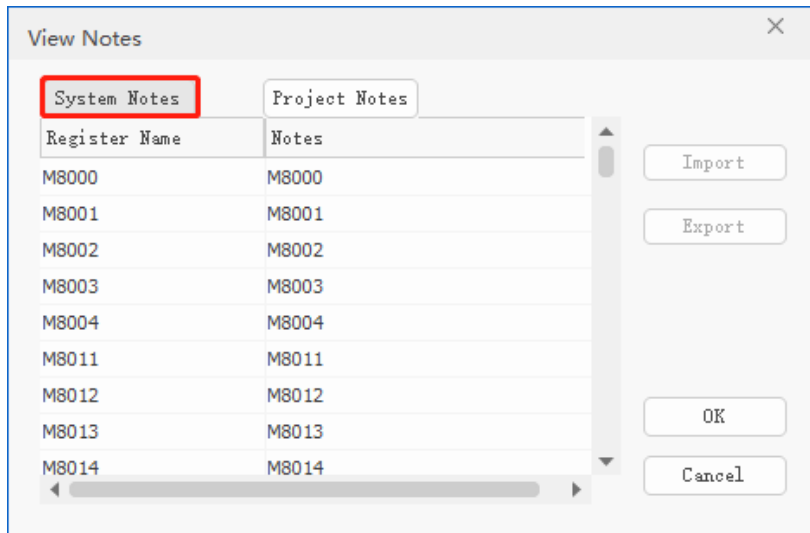 View Notes
System Notes Project Notes
Register Name Notes
M8000 M8000
M8001 M8001
M8002 M8002
M8003 M8003
M8004 M8004
M8011 M8011
M8012 M8012
M8013 M8013
M8014 M8014
Import
Export
OK
Cancel